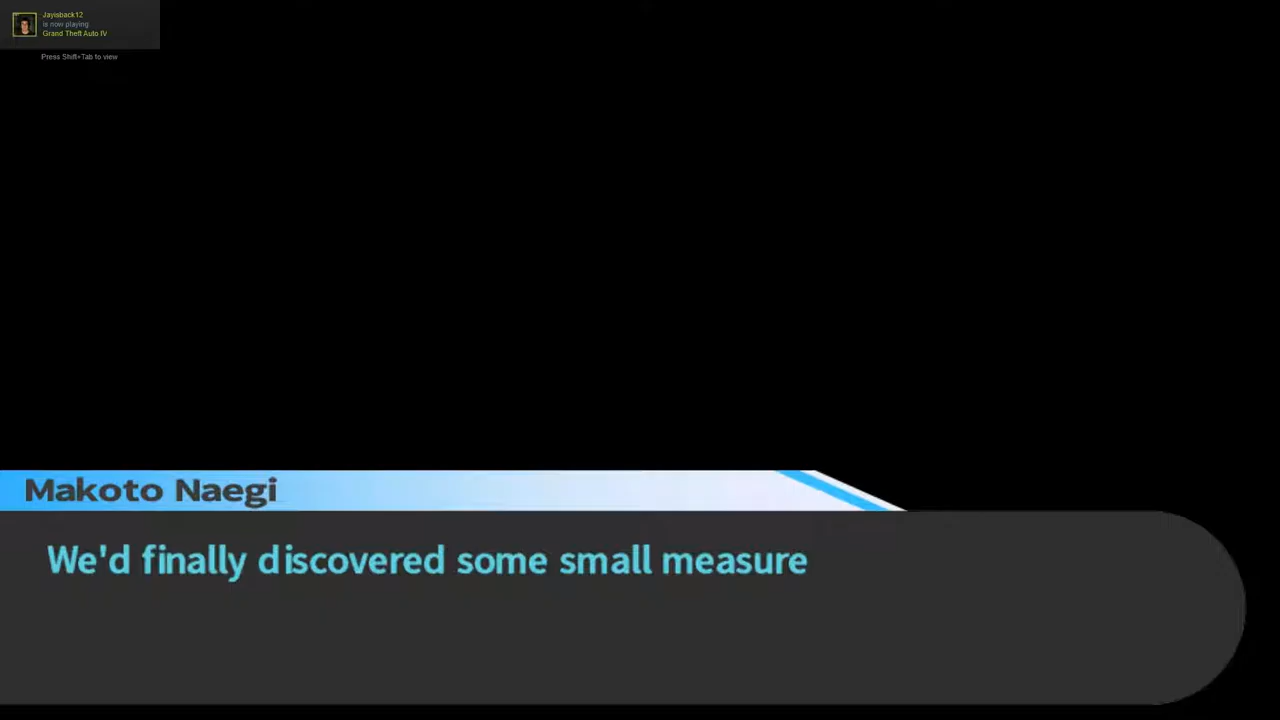 Jayisback12
is now playing
Grand Theft Auto IV
Press Shift+Tab to view
Makoto Naegi
We'd finally discovered some small measure